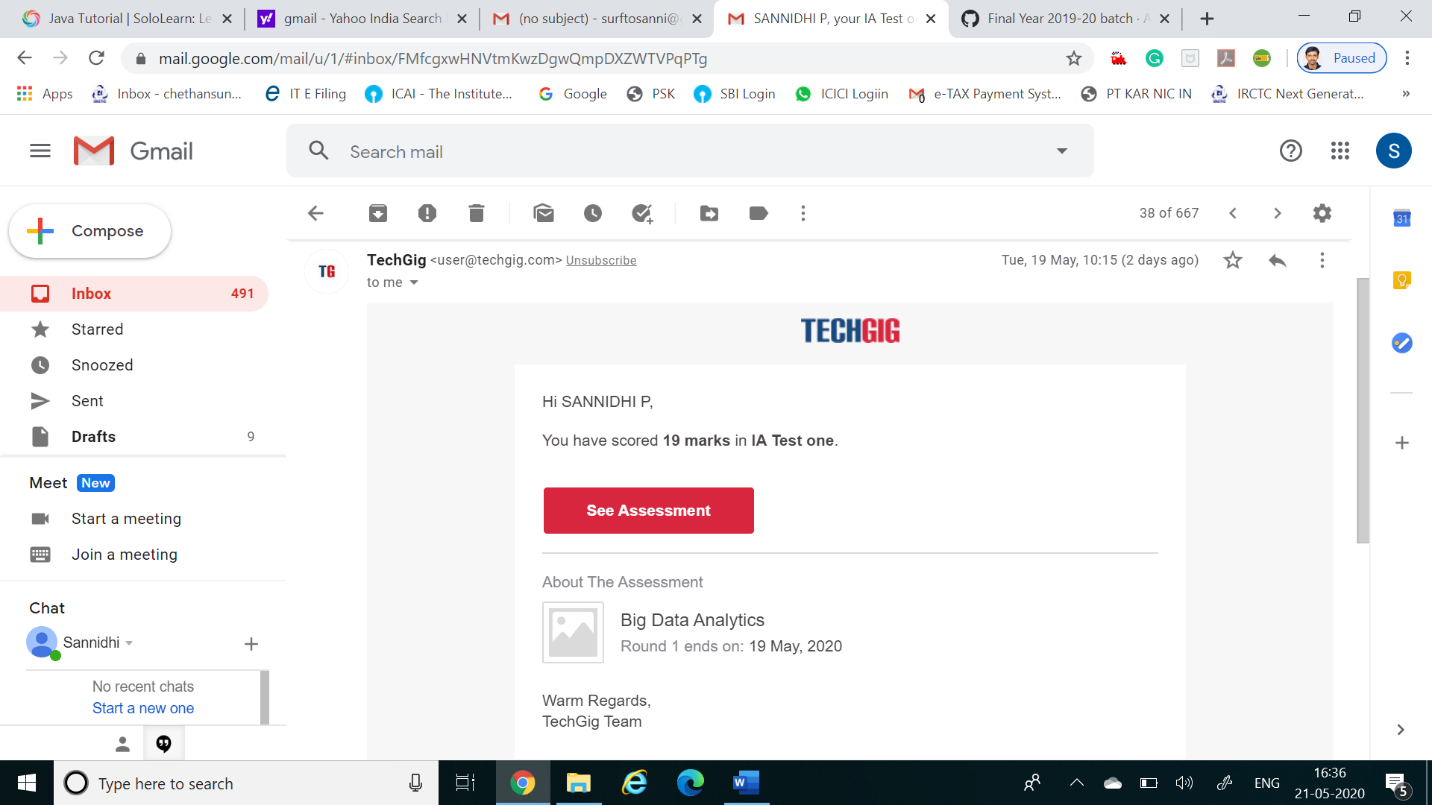 Java Tutorial | SoloLearn: Le
gmail - Yahoo India Search
(no subject) - surftosanni@
SANNIDHI P, your IA Test o
Final Year 2019-20 batch · A
mail.google.com/mail/u/1/#inbox/FMfcgxwHNVtmKwzDgwQmpDXZWTVPqPTg
Paused
Apps
Inbox - chethansun...
IT E Filing
ICAI - The Institute...
Google
PSK
SBI Login
ICICI Logiin
e-TAX Payment Syst...
PT KAR NIC IN
IRCTC Next Generat...
»
Gmail
Search mail
S
Compose
38 of 667
31
Inbox 491
Starred
Snoozed
Sent
Drafts 9
Meet New
Start a meeting
Join a meeting
Chat
Sannidhi
No recent chats
Start a new one
TG
TechGig <user@techgig.com> Unsubscribe
Tue, 19 May, 10:15 (2 days ago)
to me
TECHGIG
Hi SANNIDHI P,
You have scored 19 marks in IA Test one.
See Assessment
About The Assessment
Big Data Analytics
Round 1 ends on: 19 May, 2020
Warm Regards,
TechGig Team
Type here to search
ENG
16:36
21-05-2020
5